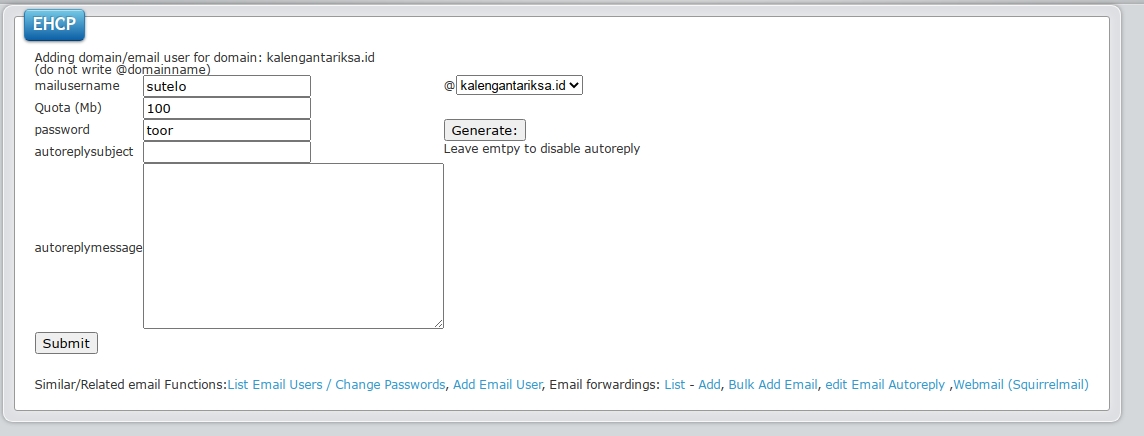 EHCP
Adding domain/email user for domain: kalengantariksa.id
(do not write @domainname)
mailusername sutelo @ kalengantariksa.id
Quota (Mb) 100
password toor Generate:
autoreplysubject Leave emtpy to disable autoreply
autoreplymessage
Submit
Similar/Related email Functions:List Email Users / Change Passwords, Add Email User, Email forwardings: List - Add, Bulk Add Email, edit Email Autoreply ,Webmail (Squirrelmail)